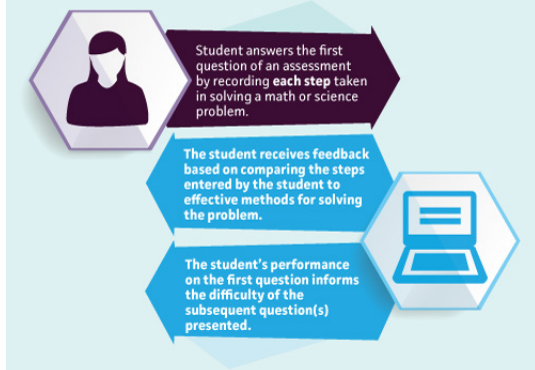 Student answers the first
question of an assessment
by recording each step taken
in solving a math or science
problem.
The student receives feedback
based on comparing the steps
entered by the student to
effective methods for solving
the problem.
The student's performance
on the first question informs
the difficulty of the
subsequent question(s)
presented.